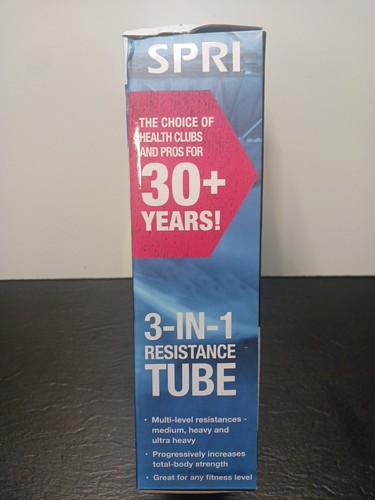 SPRI
THE CHOICE OF
HEALTH CLUBS
AND PROS FOR
30+
YEARS!
3-IN-1
RESISTANCE
TUBE
· Multi-level resistances -
medium, heavy and
ultra heavy
· Progressively increases
total-body strength
· Great for any fitness level